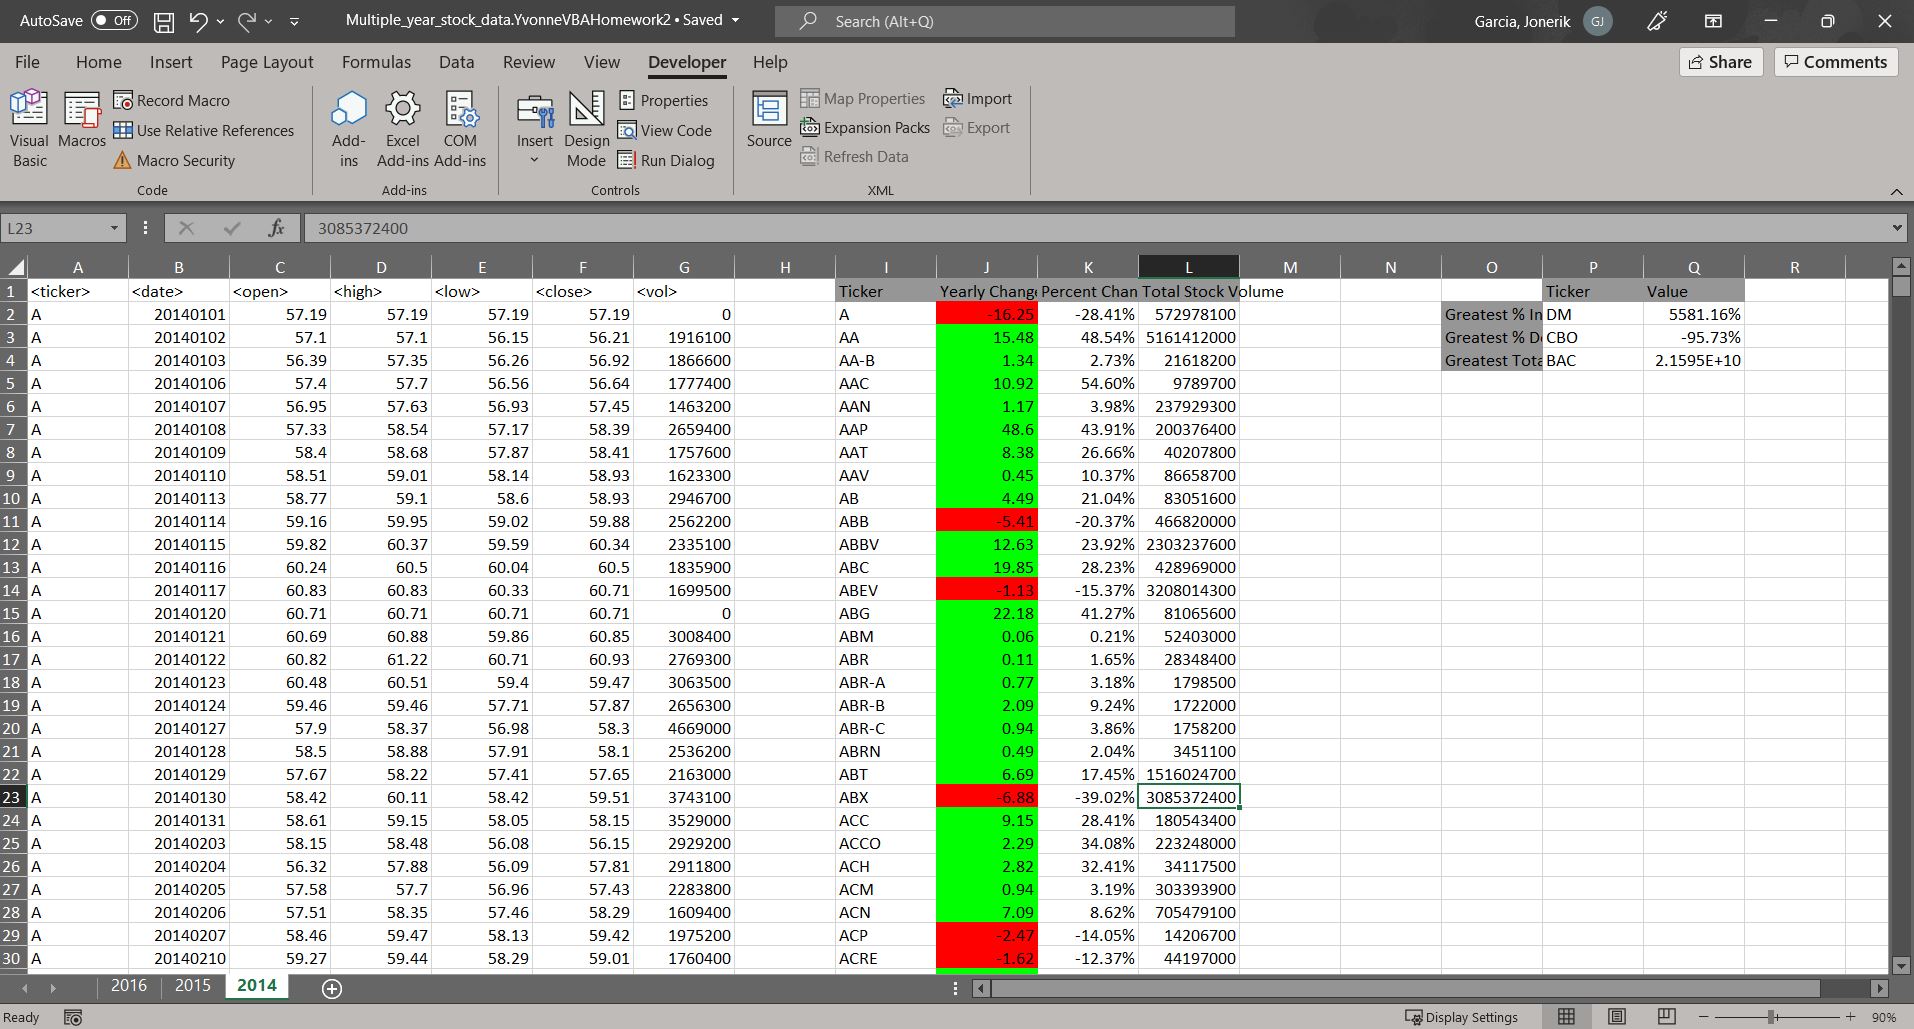 AutoSave Off Multiple_year_stock_data.YvonneVBAHomework2 • Saved Search (Alt+Q) Garcia, Jonerik GJ
File Home Insert Page Layout Formulas Data Review View Developer Help Share Comments
Visual Basic
Macros
Record Macro
Use Relative References
Macro Security
Code
Add-ins
Excel Add-ins
COM Add-ins
Add-ins
Insert
Design Mode
Properties
View Code
Run Dialog
Controls
Source
Map Properties
Expansion Packs
Refresh Data
Import
Export
XML
L23 fx 3085372400
A B C D E F G H I J K L M N O P Q R
1 <ticker> <date> <open> <high> <low> <close> <vol> Ticker Yearly Chang Percent Chan Total Stock Volume Ticker Value
2 A 20140101 57.19 57.19 57.19 57.19 0 A -16.25 -28.41% 572978100 Greatest % In DM 5581.16%
3 A 20140102 57.1 57.1 56.15 56.21 1916100 AA 15.48 48.54% 5161412000 Greatest % D CBO -95.73%
4 A 20140103 56.39 57.35 56.26 56.92 1866600 AA-B 1.34 2.73% 21618200 Greatest Tota BAC 2.1595E+10
5 A 20140106 57.4 57.7 56.56 56.64 1777400 AAC 10.92 54.60% 9789700
6 A 20140107 56.95 57.63 56.93 57.45 1463200 AAN 1.17 3.98% 237929300
7 A 20140108 57.33 58.54 57.17 58.39 2659400 AAP 48.6 43.91% 200376400
8 A 20140109 58.4 58.68 57.87 58.41 1757600 AAT 8.38 26.66% 40207800
9 A 20140110 58.51 59.01 58.14 58.93 1623300 AAV 0.45 10.37% 86658700
10 A 20140113 58.77 59.1 58.6 58.93 2946700 AB 4.49 21.04% 83051600
11 A 20140114 59.16 59.95 59.02 59.88 2562200 ABB -5.41 -20.37% 466820000
12 A 20140115 59.82 60.37 59.59 60.34 2335100 ABBV 12.63 23.92% 2303237600
13 A 20140116 60.24 60.5 60.04 60.5 1835900 ABC 19.85 28.23% 428969000
14 A 20140117 60.83 60.83 60.33 60.71 1699500 ABEV -1.13 -15.37% 3208014300
15 A 20140120 60.71 60.71 60.71 60.71 0 ABG 22.18 41.27% 81065600
16 A 20140121 60.69 60.88 59.86 60.85 3008400 ABM 0.06 0.21% 52403000
17 A 20140122 60.82 61.22 60.71 60.93 2769300 ABR 0.11 1.65% 28348400
18 A 20140123 60.48 60.51 59.4 59.47 3063500 ABR-A 0.77 3.18% 1798500
19 A 20140124 59.46 59.46 57.71 57.87 2656300 ABR-B 2.09 9.24% 1722000
20 A 20140127 57.9 58.37 56.98 58.3 4669000 ABR-C 0.94 3.86% 1758200
21 A 20140128 58.5 58.88 57.91 58.1 2536200 ABRN 0.49 2.04% 3451100
22 A 20140129 57.67 58.22 57.41 57.65 2163000 ABT 6.69 17.45% 1516024700
23 A 20140130 58.42 60.11 58.42 59.51 3743100 ABX -6.88 -39.02% 3085372400
24 A 20140131 58.61 59.15 58.05 58.15 3529000 ACC 9.15 28.41% 180543400
25 A 20140203 58.15 58.48 56.08 56.15 2929200 ACCO 2.29 34.08% 223248000
26 A 20140204 56.32 57.88 56.09 57.81 2911800 ACH 2.82 32.41% 34117500
27 A 20140205 57.58 57.7 56.96 57.43 2283800 ACM 0.94 3.19% 303393900
28 A 20140206 57.51 58.35 57.46 58.29 1609400 ACN 7.09 8.62% 705479100
29 A 20140207 58.46 59.47 58.13 59.42 1975200 ACP -2.47 -14.05% 14206700
30 A 20140210 59.27 59.44 58.29 59.01 1760400 ACRE -1.62 -12.37% 44197000
2016 2015 2014
Ready Display Settings 90%